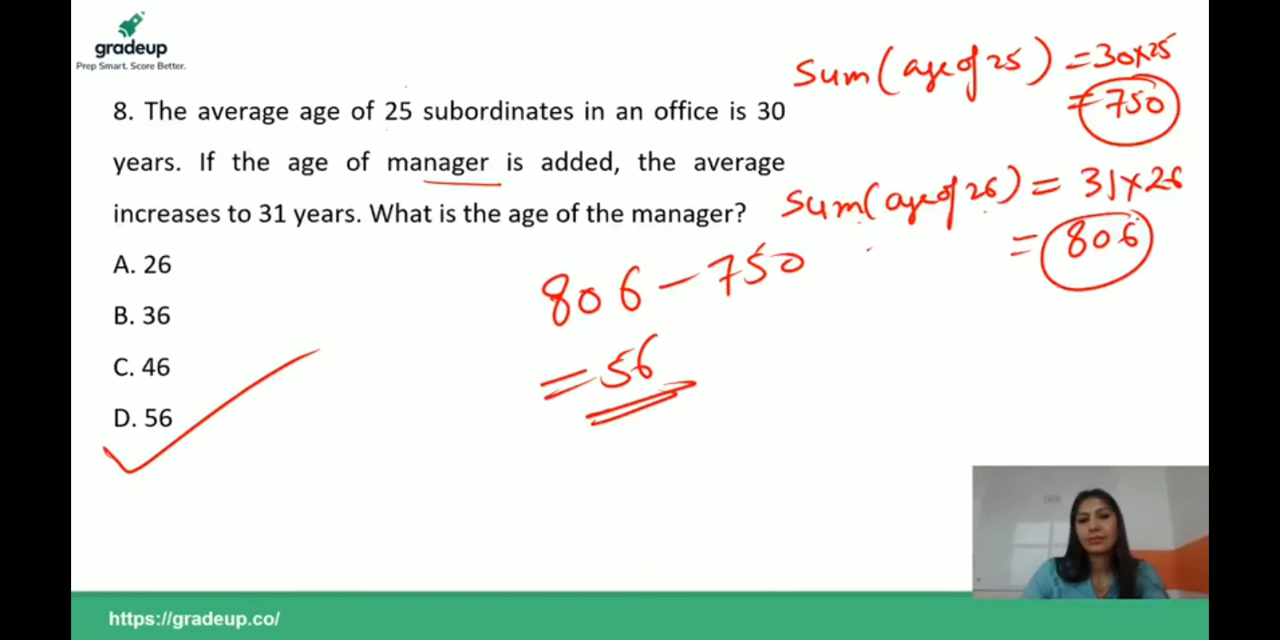 gradeup
Prep Smart. Score Better.
8. The average age of 25 subordinates in an office is 30
years. If the age of manager is added, the average
increases to 31 years. What is the age of the manager?
A. 26
B. 36
C. 46
D. 56
Sum (age of 25) = 30x25
= 750
Sum (age of 26) = 31x26
= 806
806 - 750
= 56
https://gradeup.co/